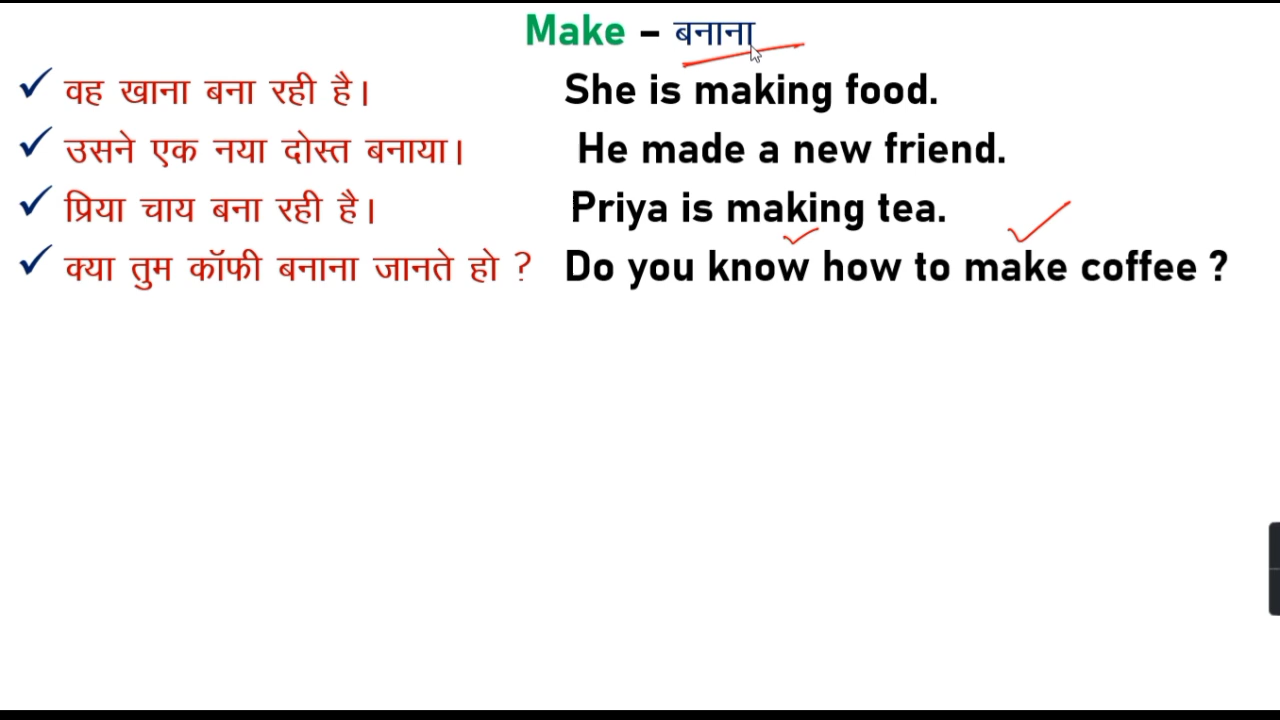 Make – बनाना
वह खाना बना रही है। She is making food.
उसने एक नया दोस्त बनाया। He made a new friend.
प्रिया चाय बना रही है। Priya is making tea.
क्या तुम कॉफी बनाना जानते हो ? Do you know how to make coffee ?